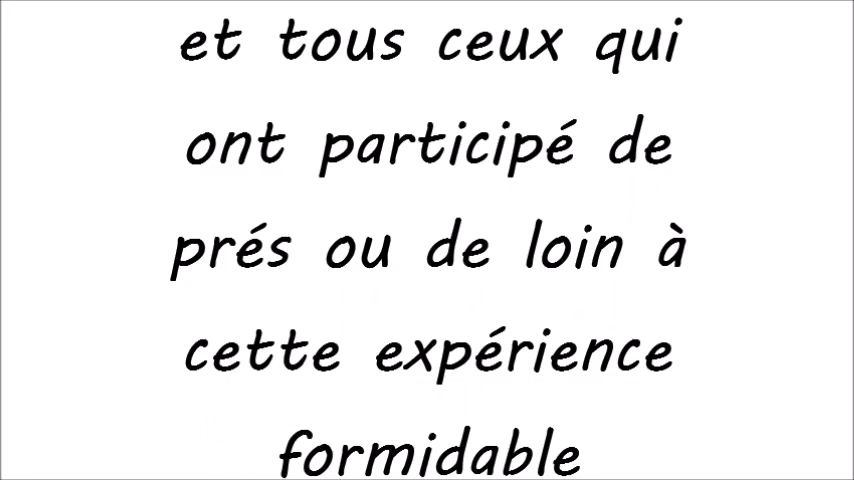 et tous ceux qui
ont participé de
prés ou de loin à
cette expérience
formidable